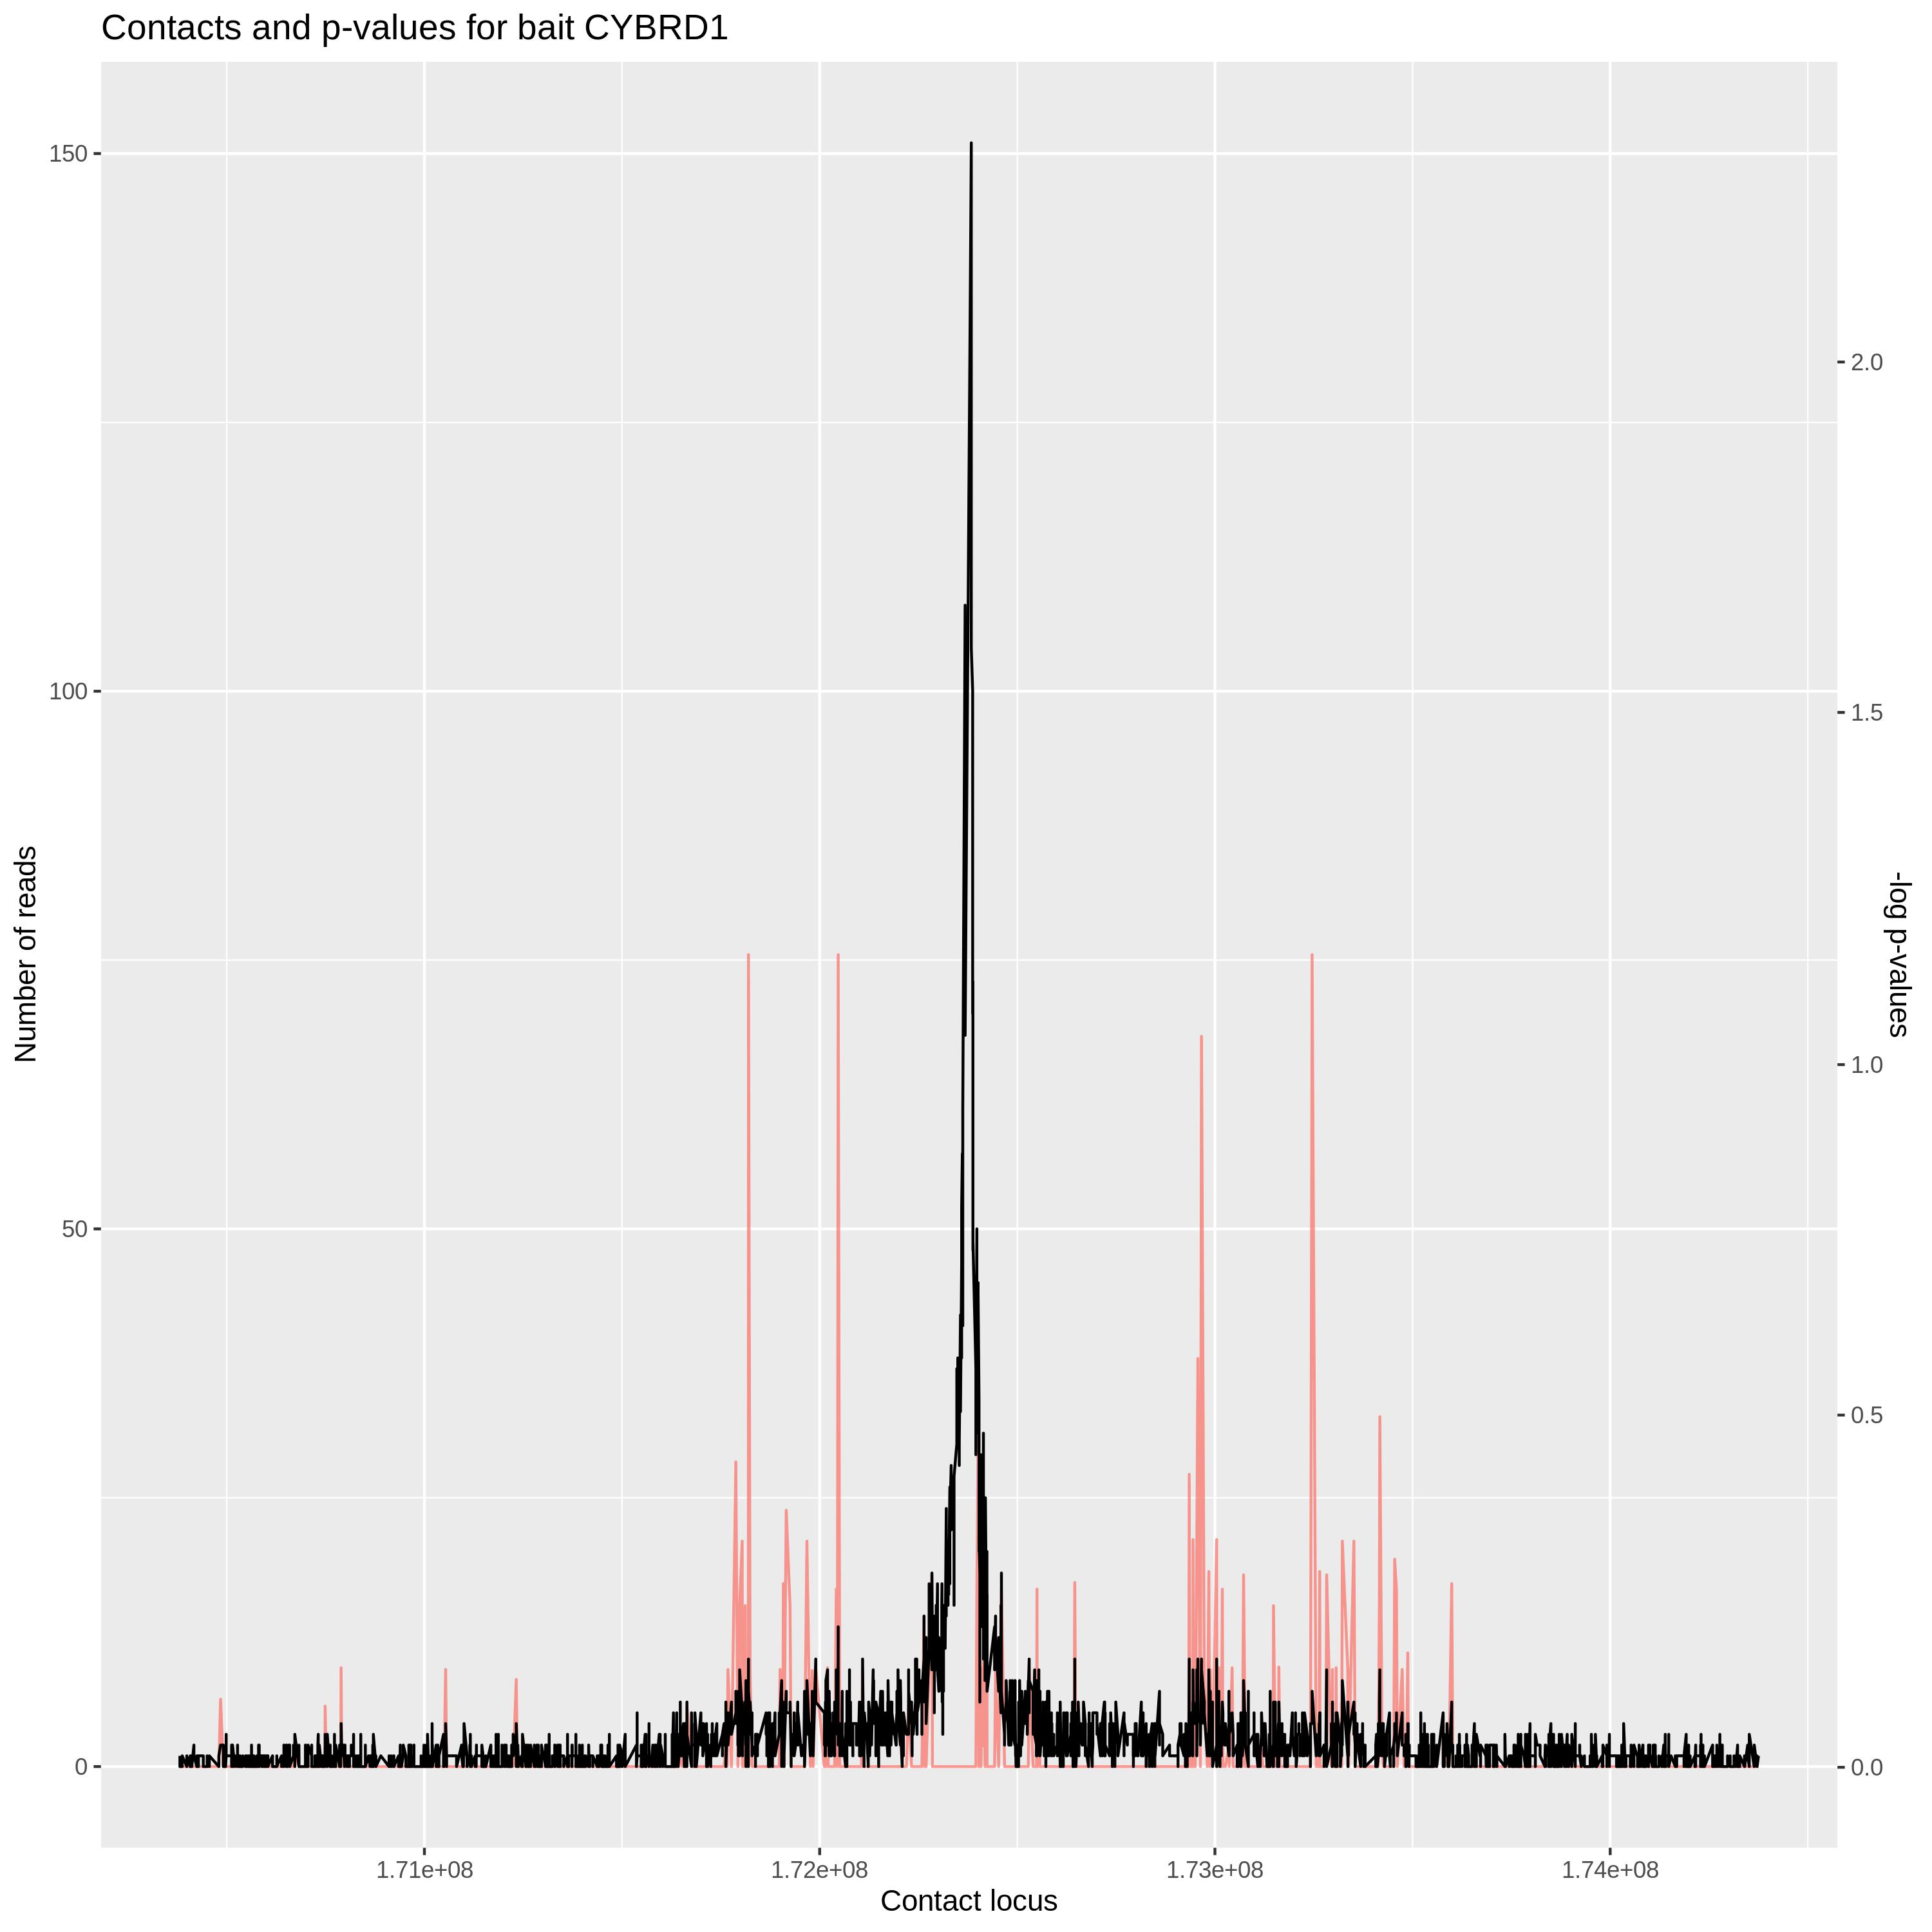 Contacts and p-values for bait CYBRD1
150
100
50
0
Number of reads
2.0
1.5
1.0
0.5
0.0
-log p-values
1.71e+08
1.72e+08
1.73e+08
1.74e+08
Contact locus